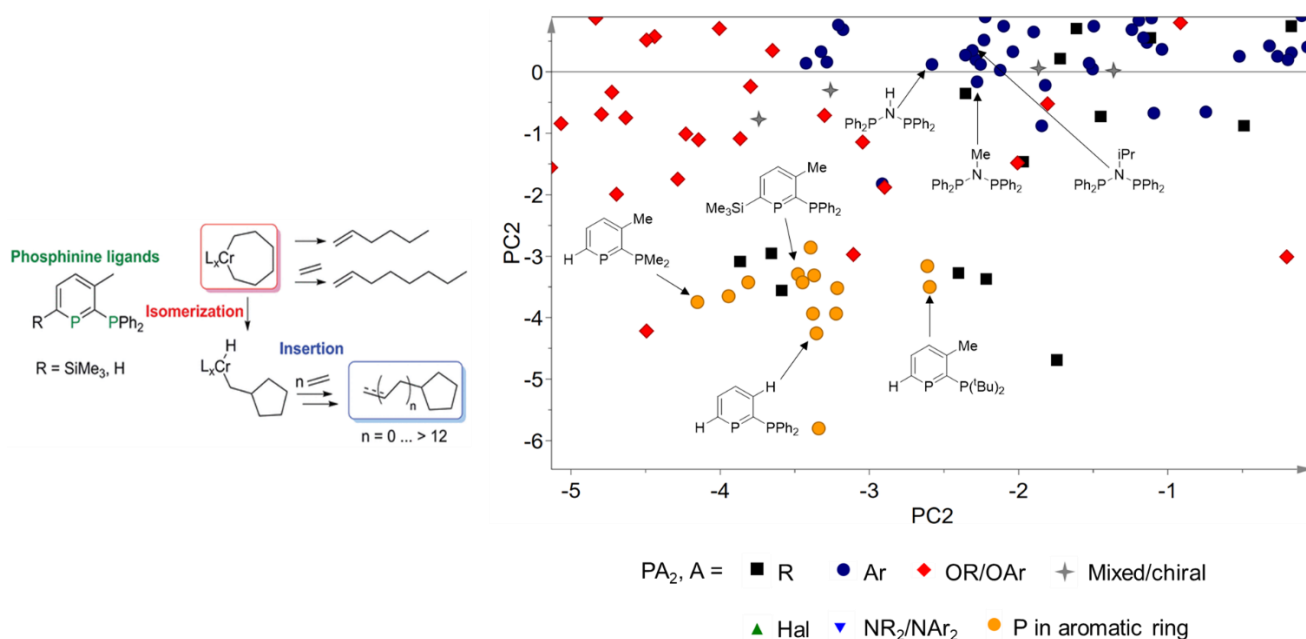 Phosphinine ligands
R
P
P
PPh2
R = SiMe3, H
LxCr
Isomerization
H
LxCr
Insertion
n
n
n = 0 ... > 12
PC2
0
-1
-2
-3
-4
-5
-6
-5
-4
-3
-2
-1
PC2
H
N
Ph2P
PPh2
Me
N
Ph2P
PPh2
iPr
N
Ph2P
PPh2
Me
Me3Si
P
PPh2
Me
H
P
PMe2
H
H
P
PPh2
Me
H
P
P(tBu)2
PA2, A =
R
Ar
OR/OAr
Mixed/chiral
Hal
NR2/NAr2
P in aromatic ring